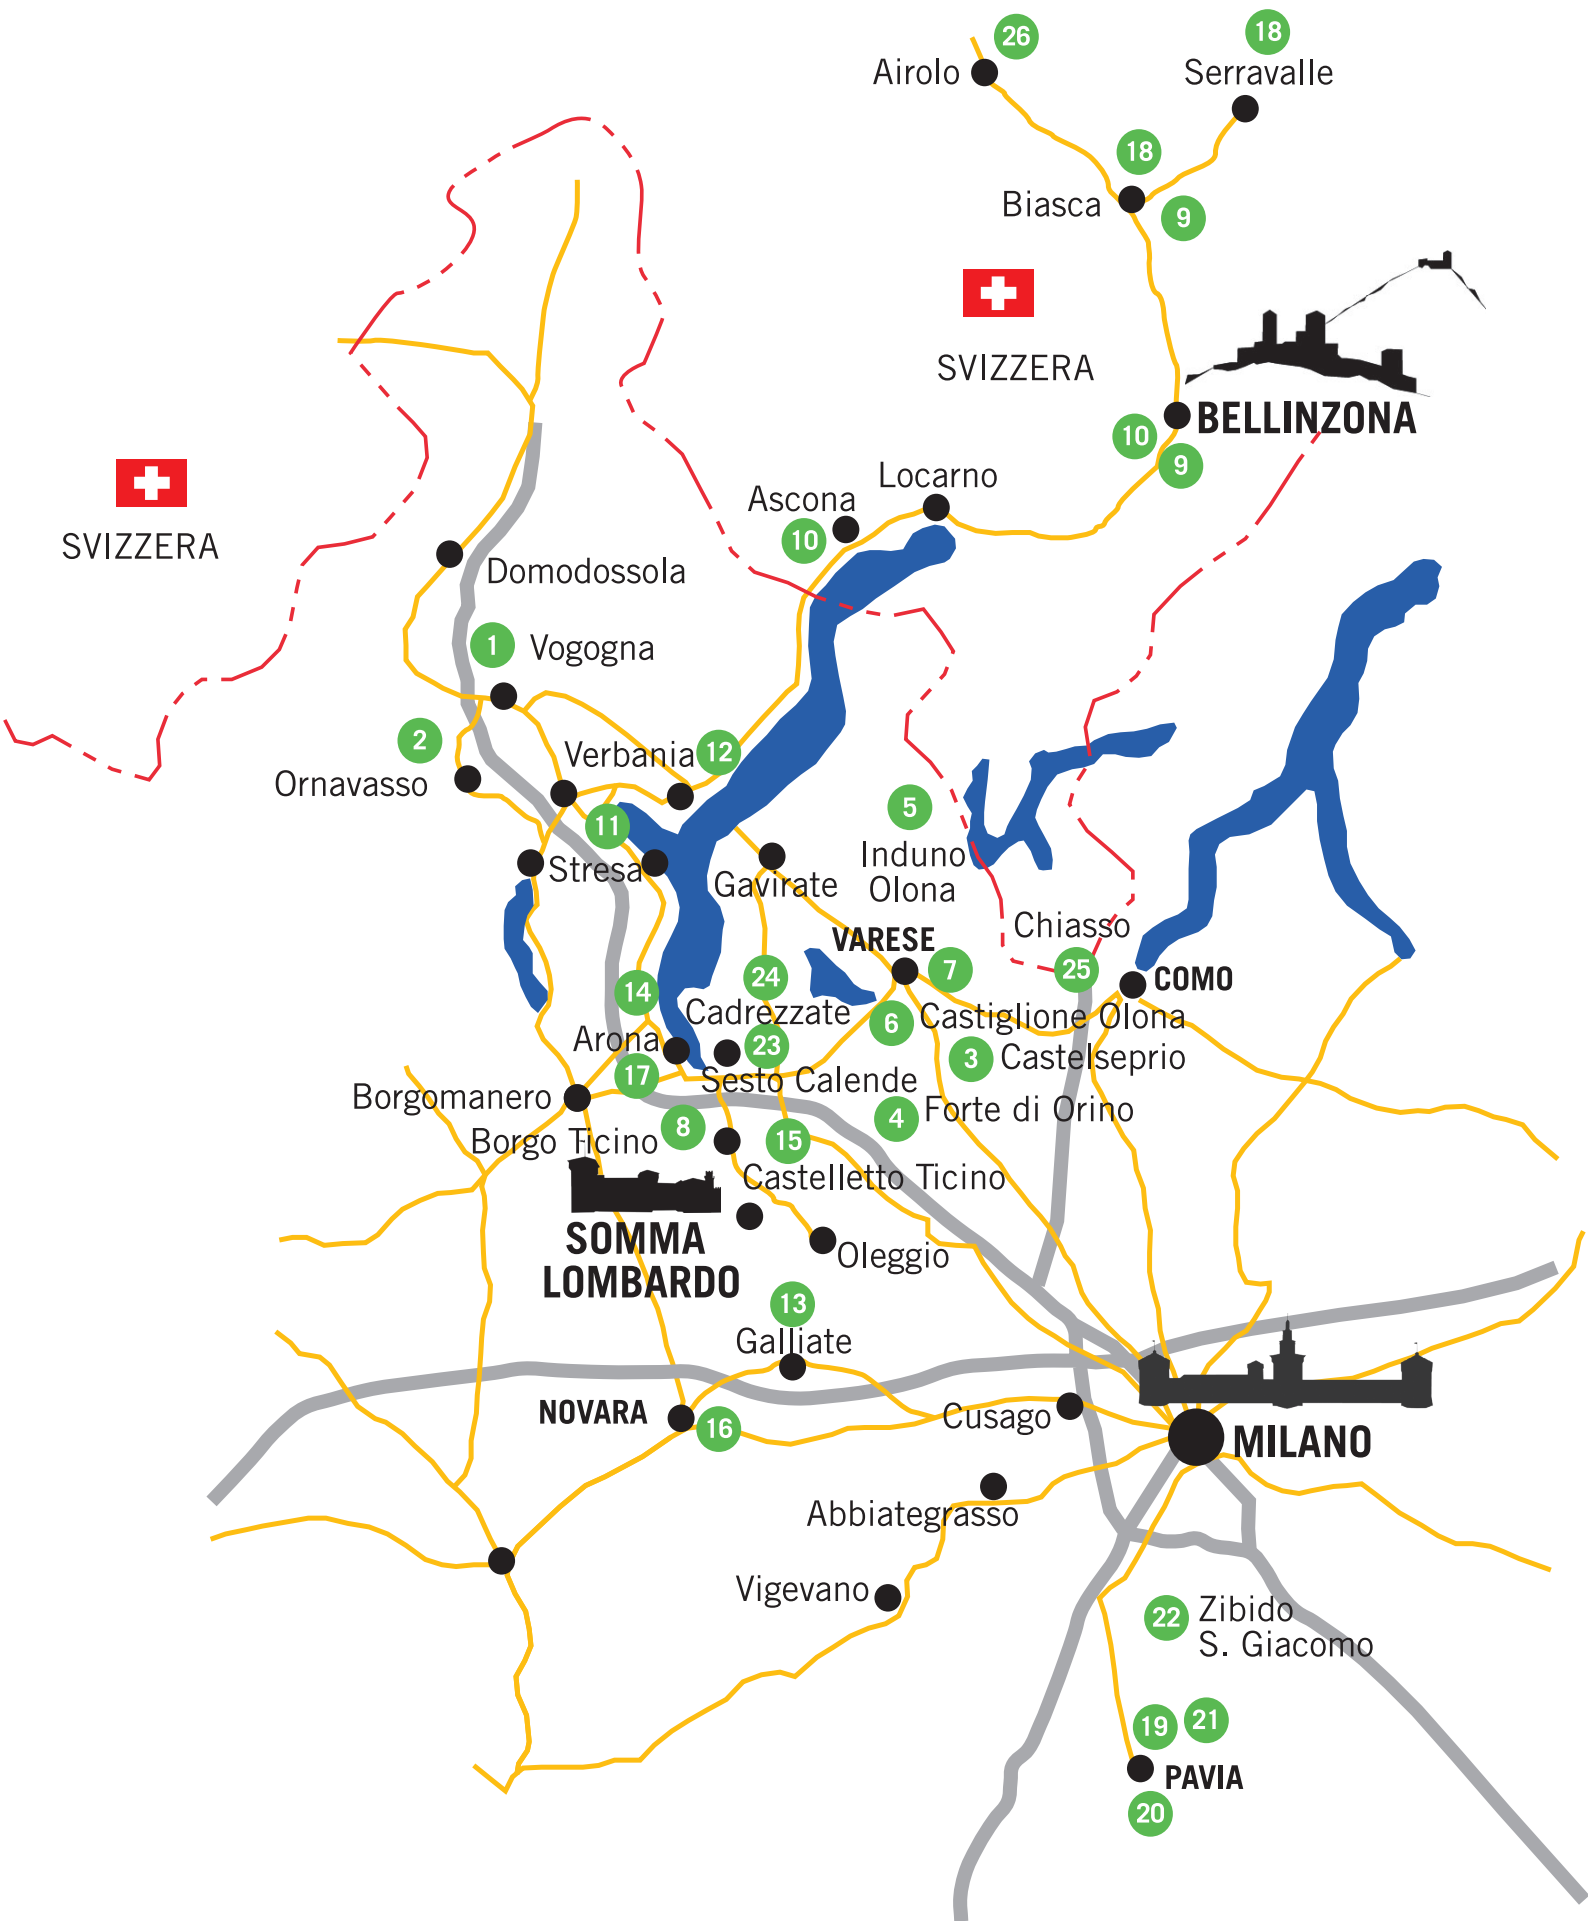 26
18
Airolo
Serravalle
18
Biasca
9
SVIZZERA
BELLINZONA
10
9
Locarno
Ascona
10
SVIZZERA
Domodossola
1
Vogogna
2
Verbania
12
Ornavasso
5
11
Induno
Olona
Stresa
Gavirate
Chiasso
VARESE
7
25
24
COMO
14
Cadrezzate
6
Castiglione Olona
Arona
23
3
Castelseprio
17
Sesto Calende
Borgomanero
4
Forte di Orino
8
Borgo Ticino
15
Castelletto Ticino
SOMMA
LOMBARDO
Oleggio
13
Galliate
NOVARA
16
Cusago
MILANO
Abbiategrasso
Vigevano
22
Zibido
S. Giacomo
19
21
PAVIA
20